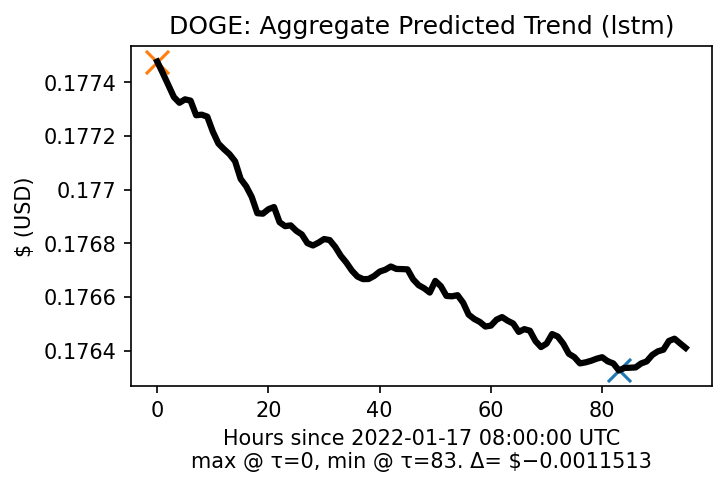 DOGE: Aggregate Predicted Trend (lstm)
$ (USD)
0.1774
0.1772
0.177
0.1768
0.1766
0.1764
0 20 40 60 80
Hours since 2022-01-17 08:00:00 UTC
max @ τ=0, min @ τ=83. Δ= $−0.0011513